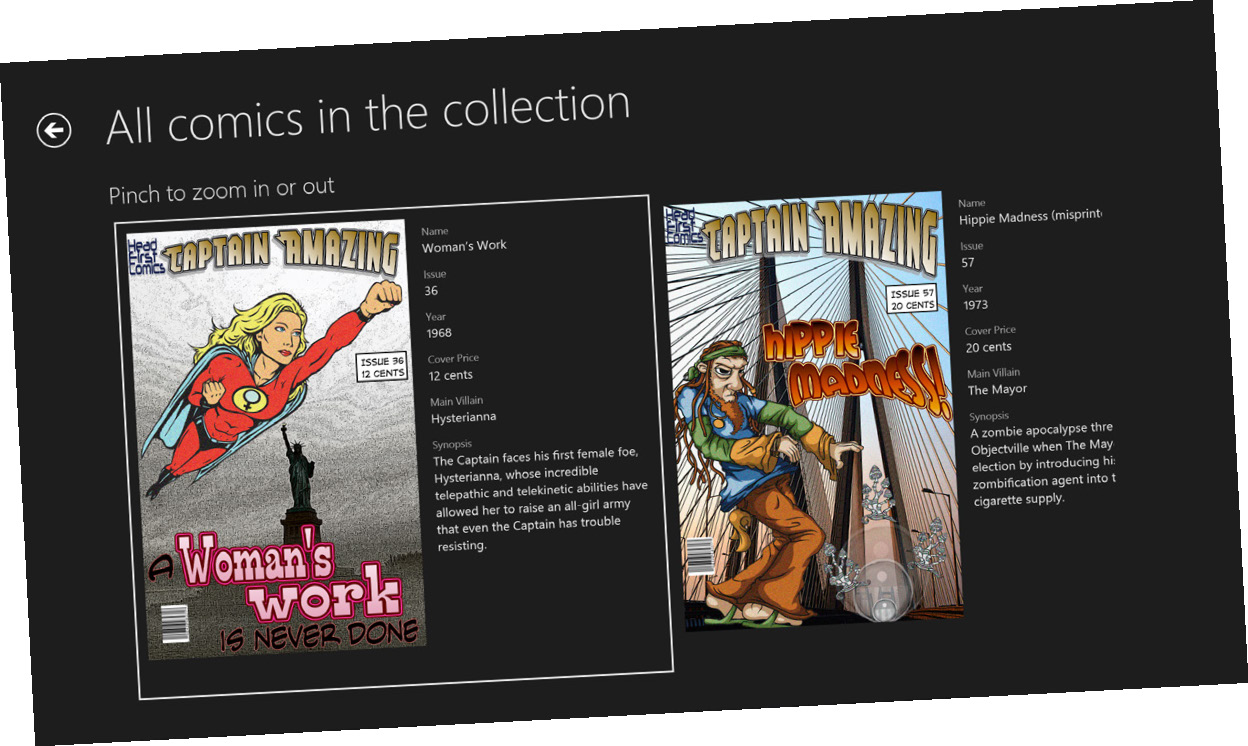 All comics in the collection
Pinch to zoom in or out
Head
First
Comics
CAPTAIN AMAZING
ISSUE 36
12 CENTS
A Woman's
work
IS NEVER DONE
Name
Woman's Work
Issue
36
Year
1968
Cover Price
12 cents
Main Villain
Hysterianna
Synopsis
The Captain faces his first female foe,
Hysterianna, whose incredible
telepathic and telekinetic abilities have
allowed her to raise an all-girl army
that even the Captain has trouble
resisting.
Head
First
Comics
CAPTAIN AMAZING
ISSUE 57
20 CENTS
hippie
madness!
Name
Hippie Madness (misprint
Issue
57
Year
1973
Cover Price
20 cents
Main Villain
The Mayor
Synopsis
A zombie apocalypse thre
Objectville when The May
election by introducing hi
zombification agent into t
cigarette supply.